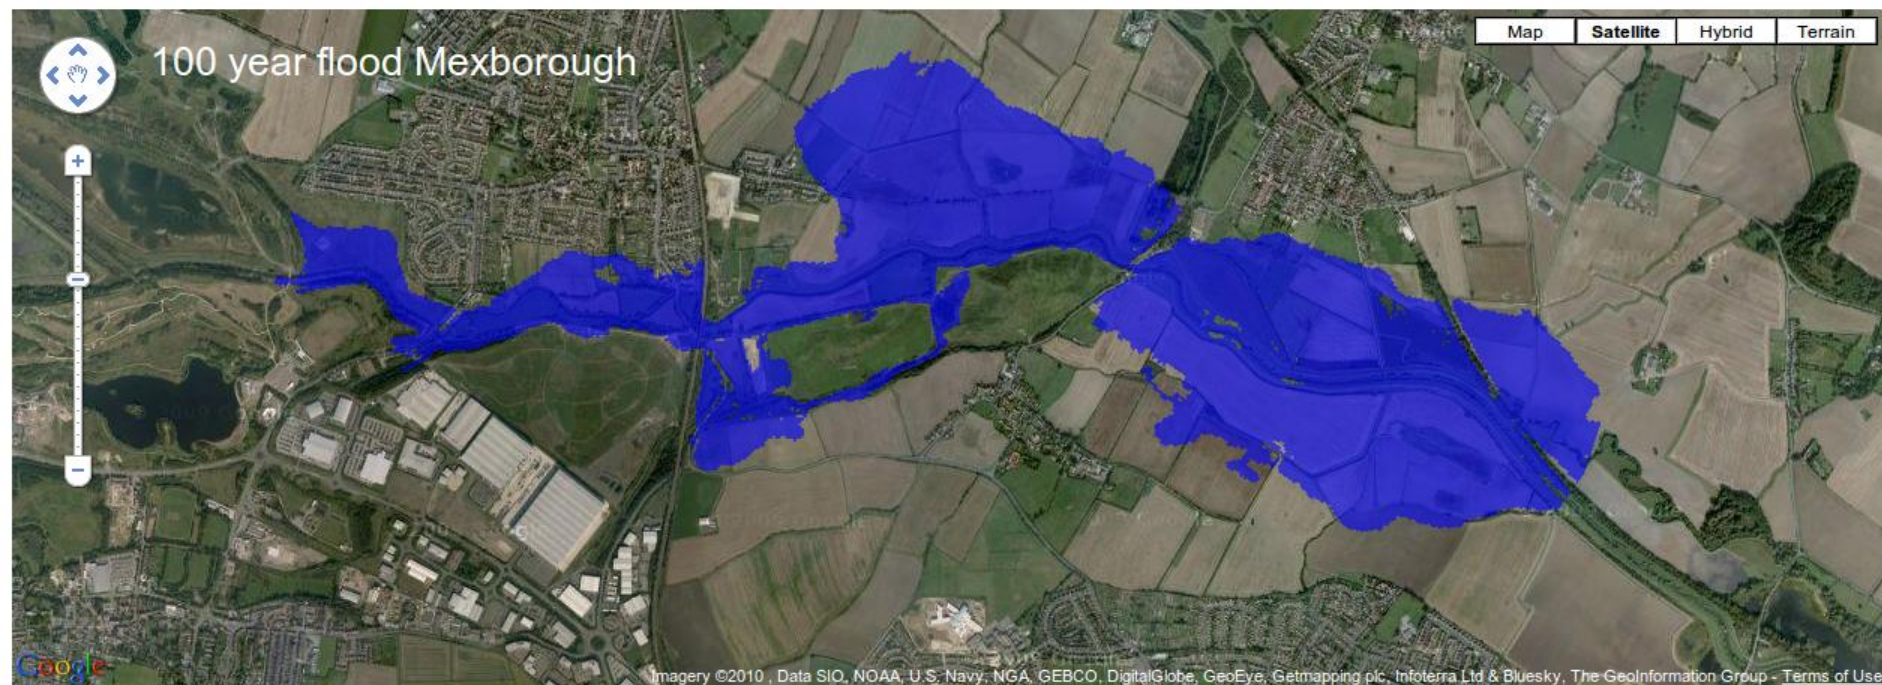 100 year flood Mexborough
Map
Satellite
Hybrid
Terrain
+
−
Google
Imagery ©2010 , Data SIO, NOAA, U.S. Navy, NGA, GEBCO, DigitalGlobe, GeoEye, Getmapping plc, Infoterra Ltd & Bluesky, The GeoInformation Group - Terms of Use